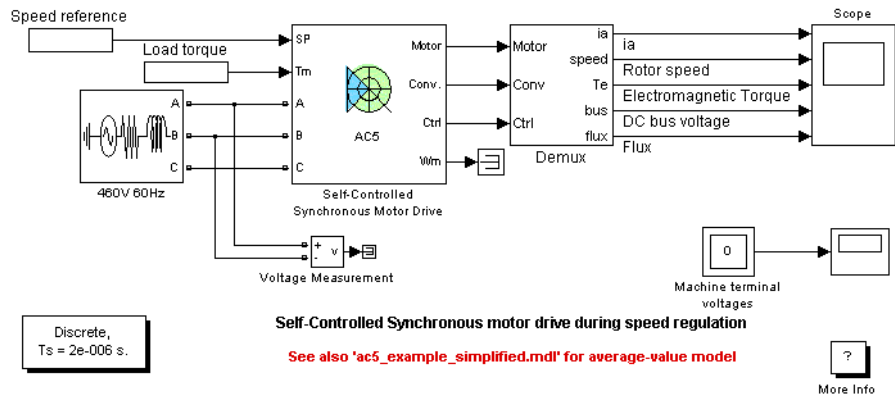 Speed reference
Scope
Load torque
SP
Tm
A
B
C
Motor
Conv.
Ctrl
Wm
AC5
Motor
Conv
Ctrl
ia
speed
Te
bus
flux
ia
Rotor speed
Electromagnetic Torque
DC bus voltage
Flux
Demux
A
B
C
460V 60Hz
Self-Controlled
Synchronous Motor Drive
+
-
v
Voltage Measurement
0
Machine terminal
voltages
Discrete,
Ts = 2e-006 s.
Self-Controlled Synchronous motor drive during speed regulation
See also 'ac5_example_simplified.mdl' for average-value model
?
More Info